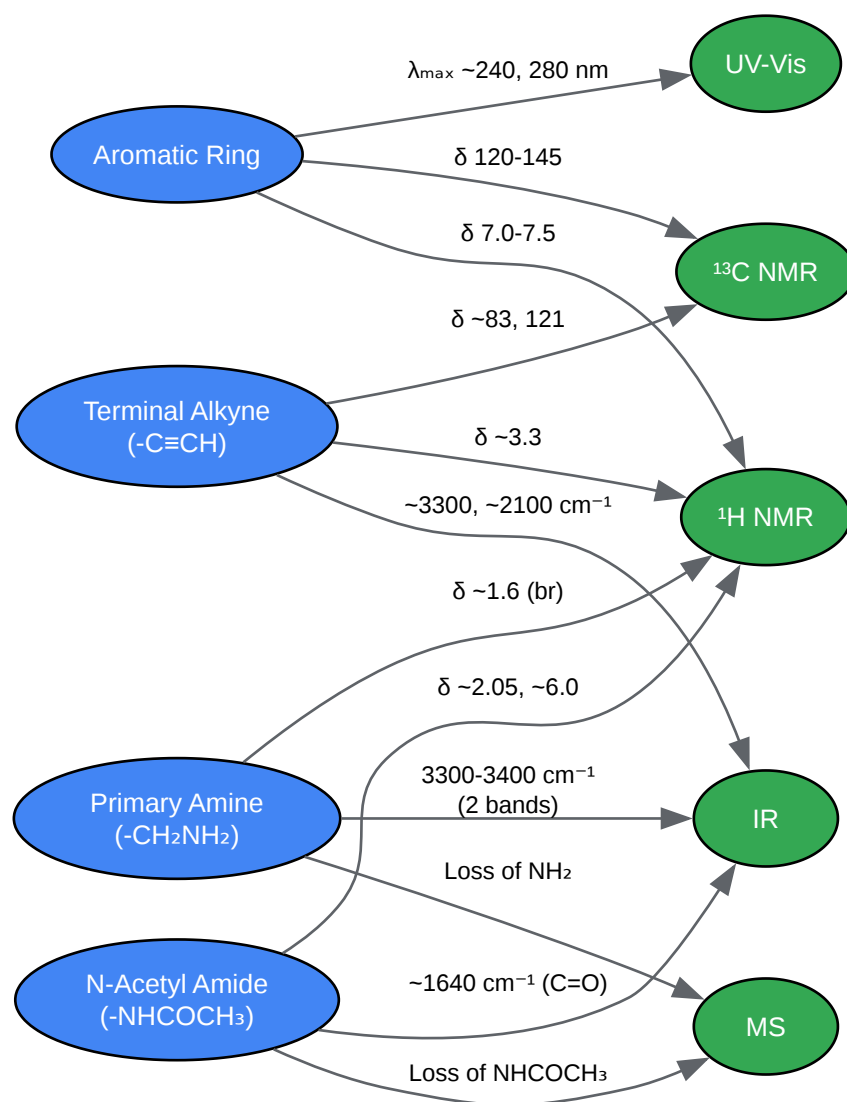 UV-Vis
λₘₐₓ ~240, 280 nm
Aromatic Ring
δ 120-145
δ 7.0-7.5
¹³C NMR
δ ~83, 121
Terminal Alkyne
(-C≡CH)
δ ~3.3
~3300, ~2100 cm⁻¹
¹H NMR
δ ~1.6 (br)
δ ~2.05, ~6.0
3300-3400 cm⁻¹
(2 bands)
Primary Amine
(-CH₂NH₂)
IR
Loss of NH₂
N-Acetyl Amide
(-NHCOCH₃)
~1640 cm⁻¹ (C=O)
MS
Loss of NHCOCH₃